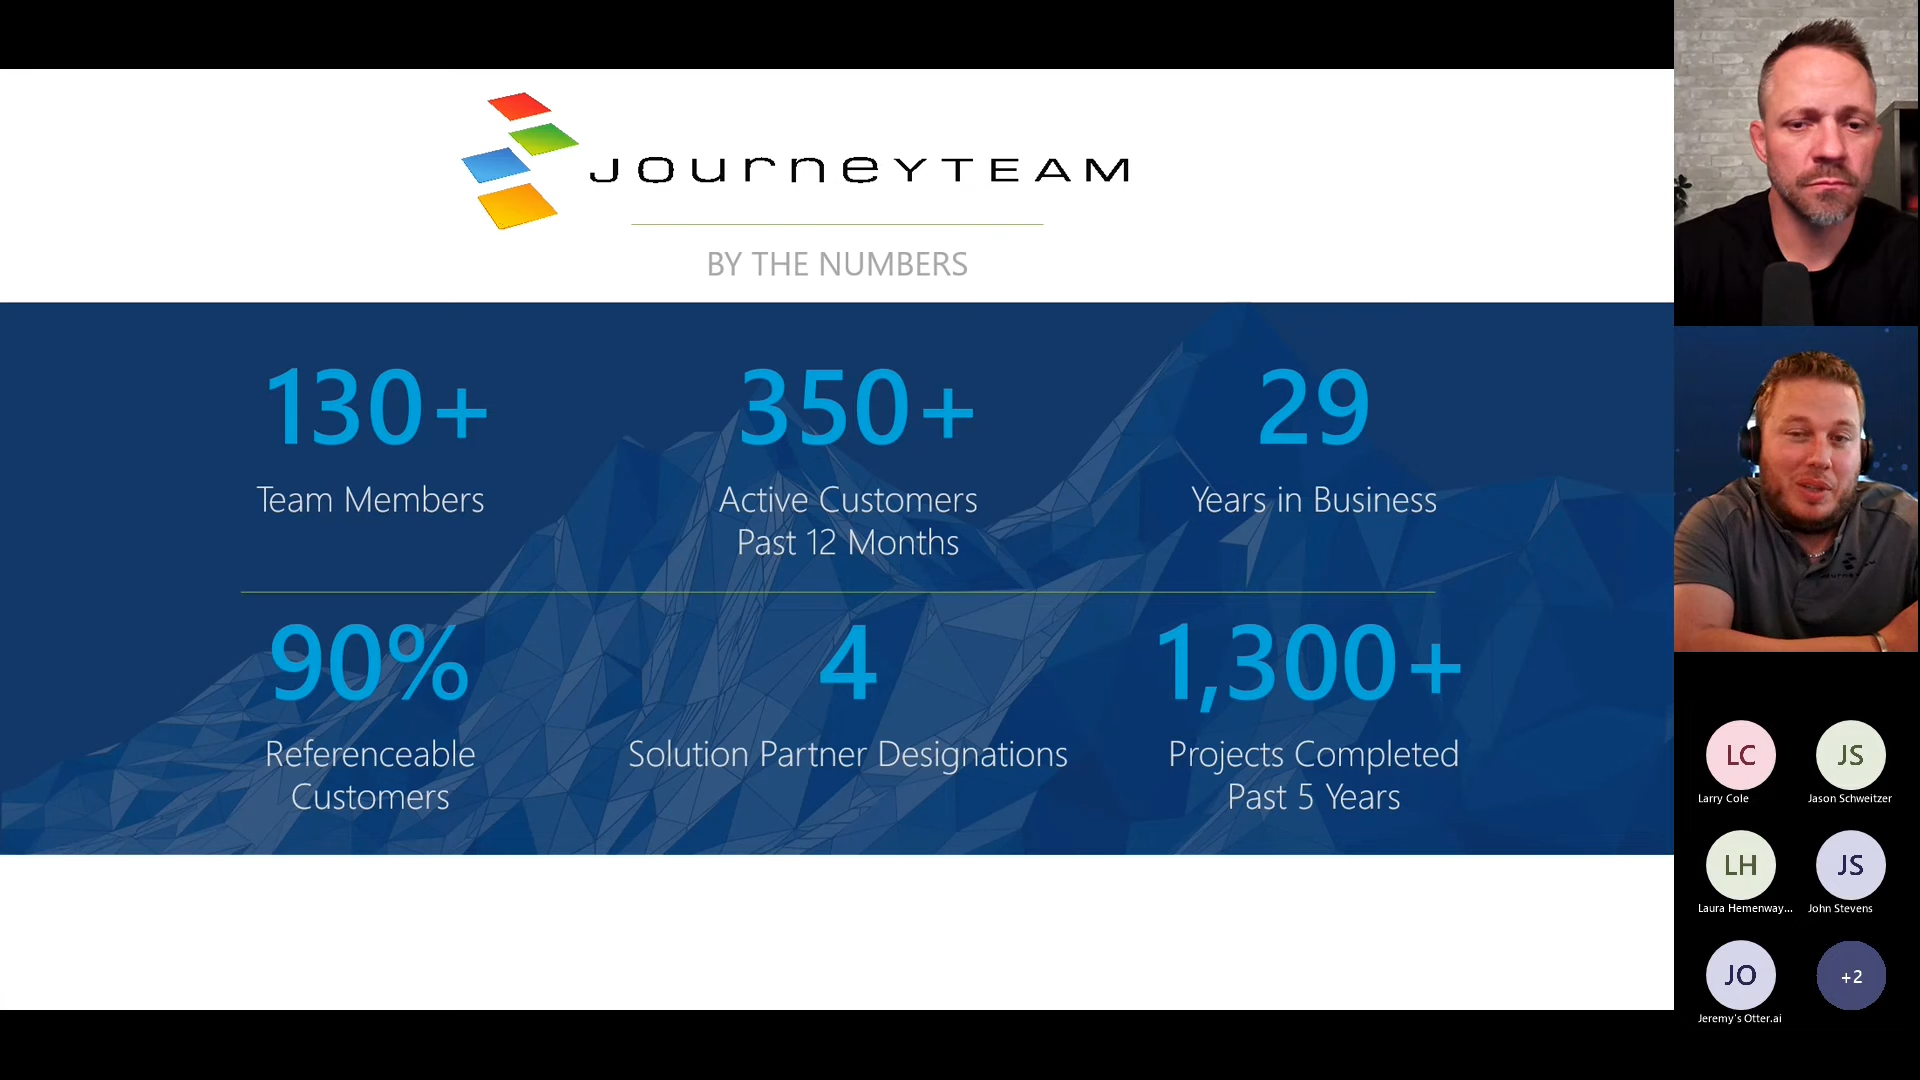 JOURNEYTEAM
BY THE NUMBERS
130+
Team Members
350+
Active Customers
Past 12 Months
29
Years in Business
90%
Referenceable
Customers
4
Solution Partner Designations
1,300+
Projects Completed
Past 5 Years
LC
Larry Cole
JS
Jason Schweitzer
LH
Laura Hemenway...
JS
John Stevens
JO
Jeremy's Otter.ai
+2